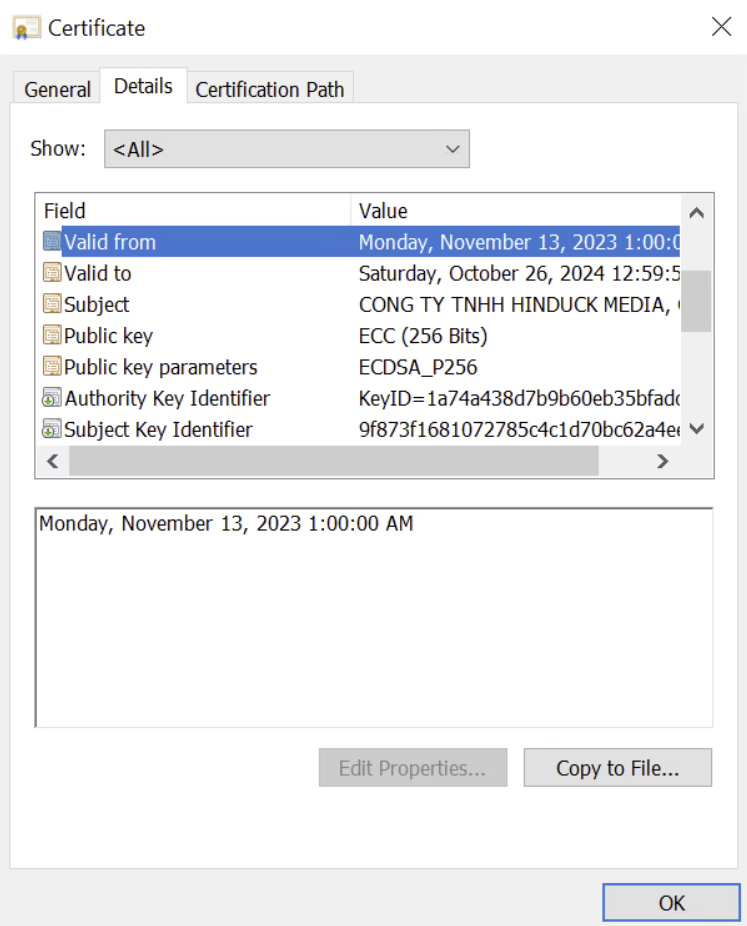 Certificate
General Details Certification Path
Show: <All>
Field Value
Valid from Monday, November 13, 2023 1:00:0
Valid to Saturday, October 26, 2024 12:59:5
Subject CONG TY TNHH HINDUCK MEDIA,
Public key ECC (256 Bits)
Public key parameters ECDSA_P256
Authority Key Identifier KeyID=1a74a438d7b9b60eb35bfadc
Subject Key Identifier 9f873f1681072785c4c1d70bc62a4e
Monday, November 13, 2023 1:00:00 AM
Edit Properties... Copy to File...
OK